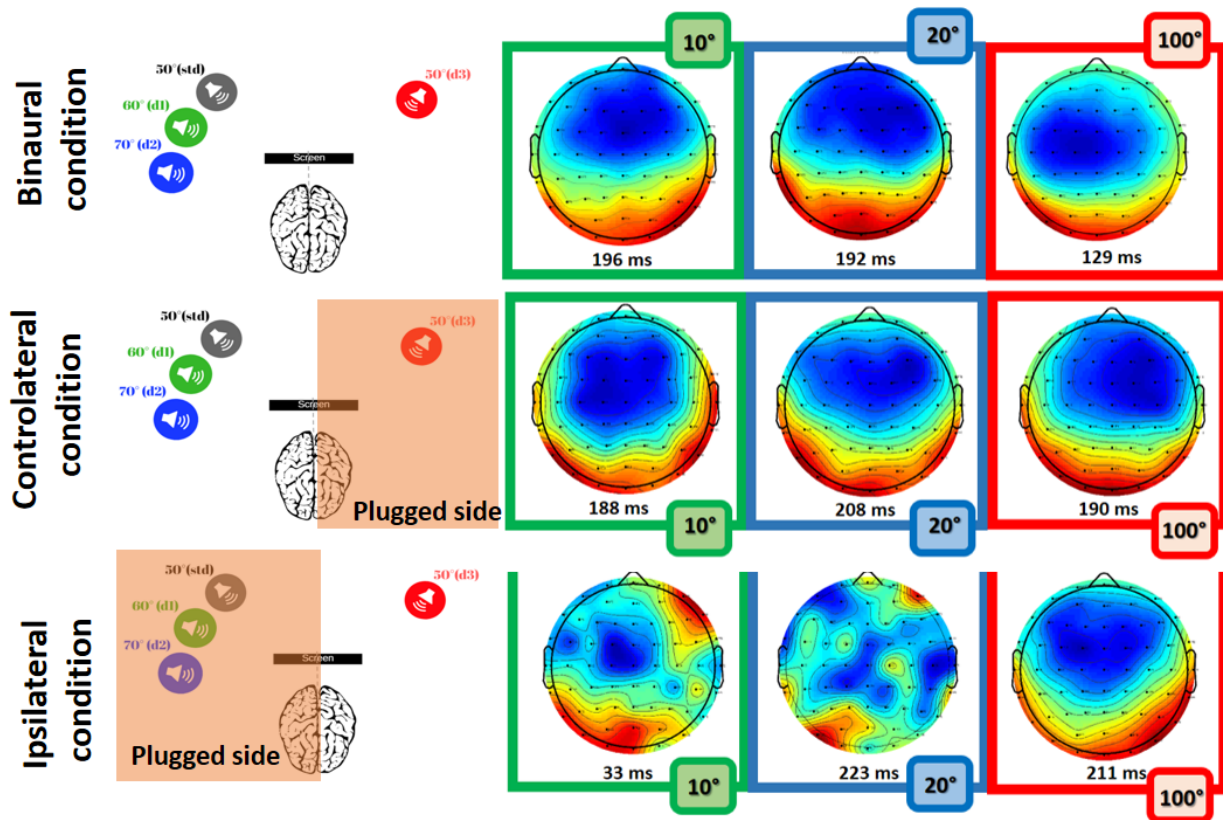 Binaural
condition
50°(std)
60° (d1)
70° (d2)
50°(d3)
Screen
10°
20°
100°
196 ms
192 ms
129 ms
Controlateral
condition
50°(std)
60° (d1)
70° (d2)
50°(d3)
Screen
Plugged side
188 ms
208 ms
190 ms
10°
20°
100°
Ipsilateral
condition
50°(std)
60° (d1)
70° (d2)
50°(d3)
Screen
Plugged side
33 ms
223 ms
211 ms
10°
20°
100°